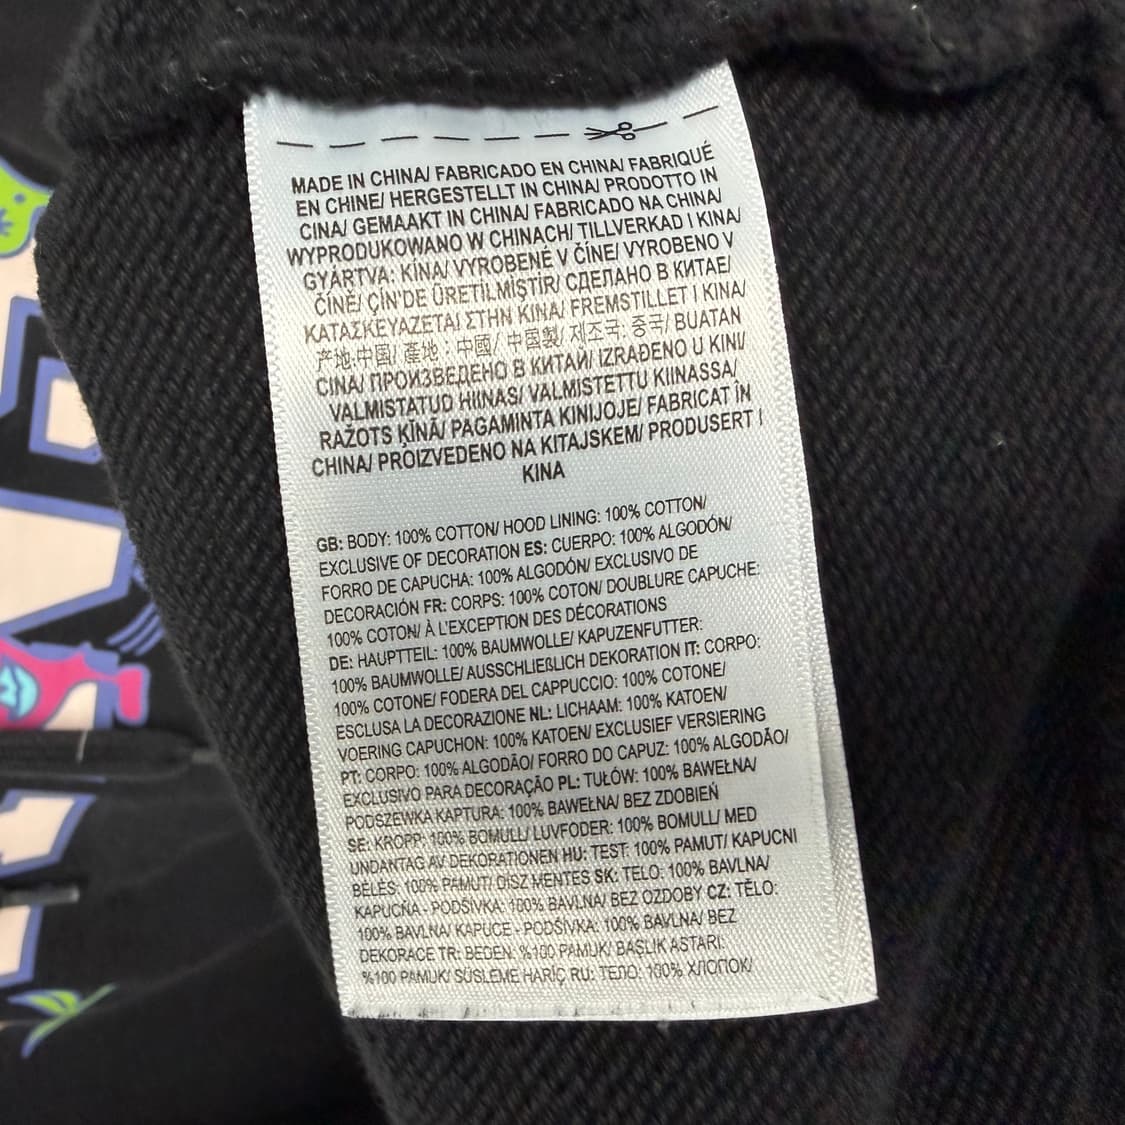 MADE IN CHINA/ FABRICADO EN CHINA/ FABRIQUÉ
EN CHINE/ HERGESTELLT IN CHINA/ PRODOTTO IN
CINA/ GEMAAKT IN CHINA/ FABRICADO NA CHINA/
WYPRODUKOWANO W CHINACH/ TILLVERKAD I KINA/
GYÁRTVA: KÍNA/ VYROBENÉ V ČÍNE/ VYROBENO V
ČÍNĚ/ ÇİN'DE ÜRETİLMİŞTİR/ СДЕЛАНО В КИТАЕ/
ΚΑΤΑΣΚΕΥΑΖΕΤΑΙ ΣΤΗΝ ΚΙΝΑ/ FREMSTILLET I KINA/
产地:中国/ 產地：中國/ 中国製/ 제조국: 중국/ BUATAN
CINA/ ПРОИЗВЕДЕНО В КИТАЙ/ IZRAĐENO U KINI/
VALMISTATUD HIINAS/ VALMISTETTU KIINASSA/
RAŽOTS ĶĪNĀ/ PAGAMINTA KINIJOJE/ FABRICAT ÎN
CHINA/ PROIZVEDENO NA KITAJSKEM/ PRODUSERT I
KINA
GB: BODY: 100% COTTON/ HOOD LINING: 100% COTTON/
EXCLUSIVE OF DECORATION ES: CUERPO: 100% ALGODÓN/
FORRO DE CAPUCHA: 100% ALGODÓN/ EXCLUSIVO DE
DECORACIÓN FR: CORPS: 100% COTON/ DOUBLURE CAPUCHE:
100% COTON/ À L'EXCEPTION DES DÉCORATIONS
DE: HAUPTTEIL: 100% BAUMWOLLE/ KAPUZENFUTTER:
100% BAUMWOLLE/ AUSSCHLIEßLICH DEKORATION IT: CORPO:
100% COTONE/ FODERA DEL CAPPUCCIO: 100% COTONE/
ESCLUSA LA DECORAZIONE NL: LICHAAM: 100% KATOEN/
VOERING CAPUCHON: 100% KATOEN/ EXCLUSIEF VERSIERING
PT: CORPO: 100% ALGODÃO/ FORRO DO CAPUZ: 100% ALGODÃO/
EXCLUSIVO PARA DECORAÇÃO PL: TUŁÓW: 100% BAWEŁNA/
PODSZEWKA KAPTURA: 100% BAWEŁNA/ BEZ ZDOBIEŃ
SE: KROPP: 100% BOMULL/ LUVFODER: 100% BOMULL/ MED
UNDANTAG AV DEKORATIONEN HU: TEST: 100% PAMUT/ KAPUCNI
BÉLÉS: 100% PAMUT/ DÍSZ MENTES SK: TELO: 100% BAVLNA/
KAPUCŇA - PODŠÍVKA: 100% BAVLNA/ BEZ OZDOBY CZ: TĚLO:
100% BAVLNA/ KAPUCE - PODŠÍVKA: 100% BAVLNA/ BEZ
DEKORACE TR: BEDEN: %100 PAMUK/ BAŞLIK ASTARI:
%100 PAMUK/ SÜSLEME HARİÇ RU: ТЕЛО: 100% ХЛОПОК/